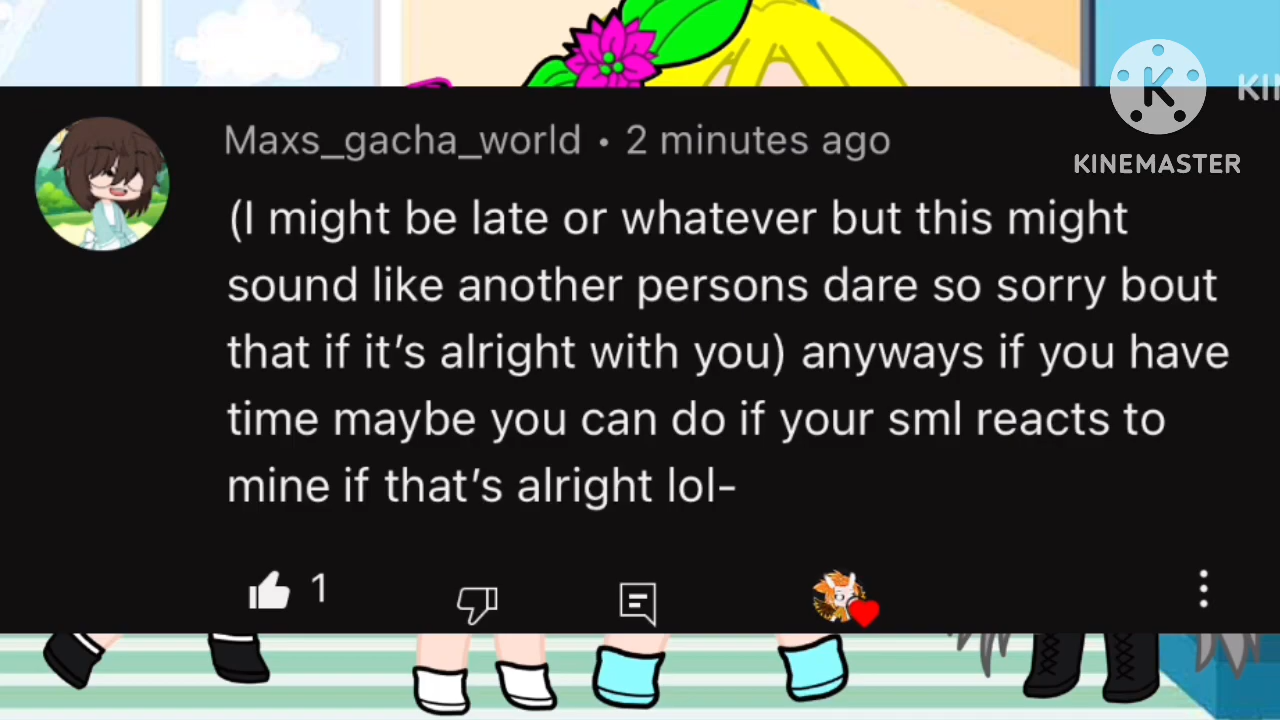 Maxs_gacha_world • 2 minutes ago
(I might be late or whatever but this might
sound like another persons dare so sorry bout
that if it’s alright with you) anyways if you have
time maybe you can do if your sml reacts to
mine if that’s alright lol-
1
K
KINEMASTER